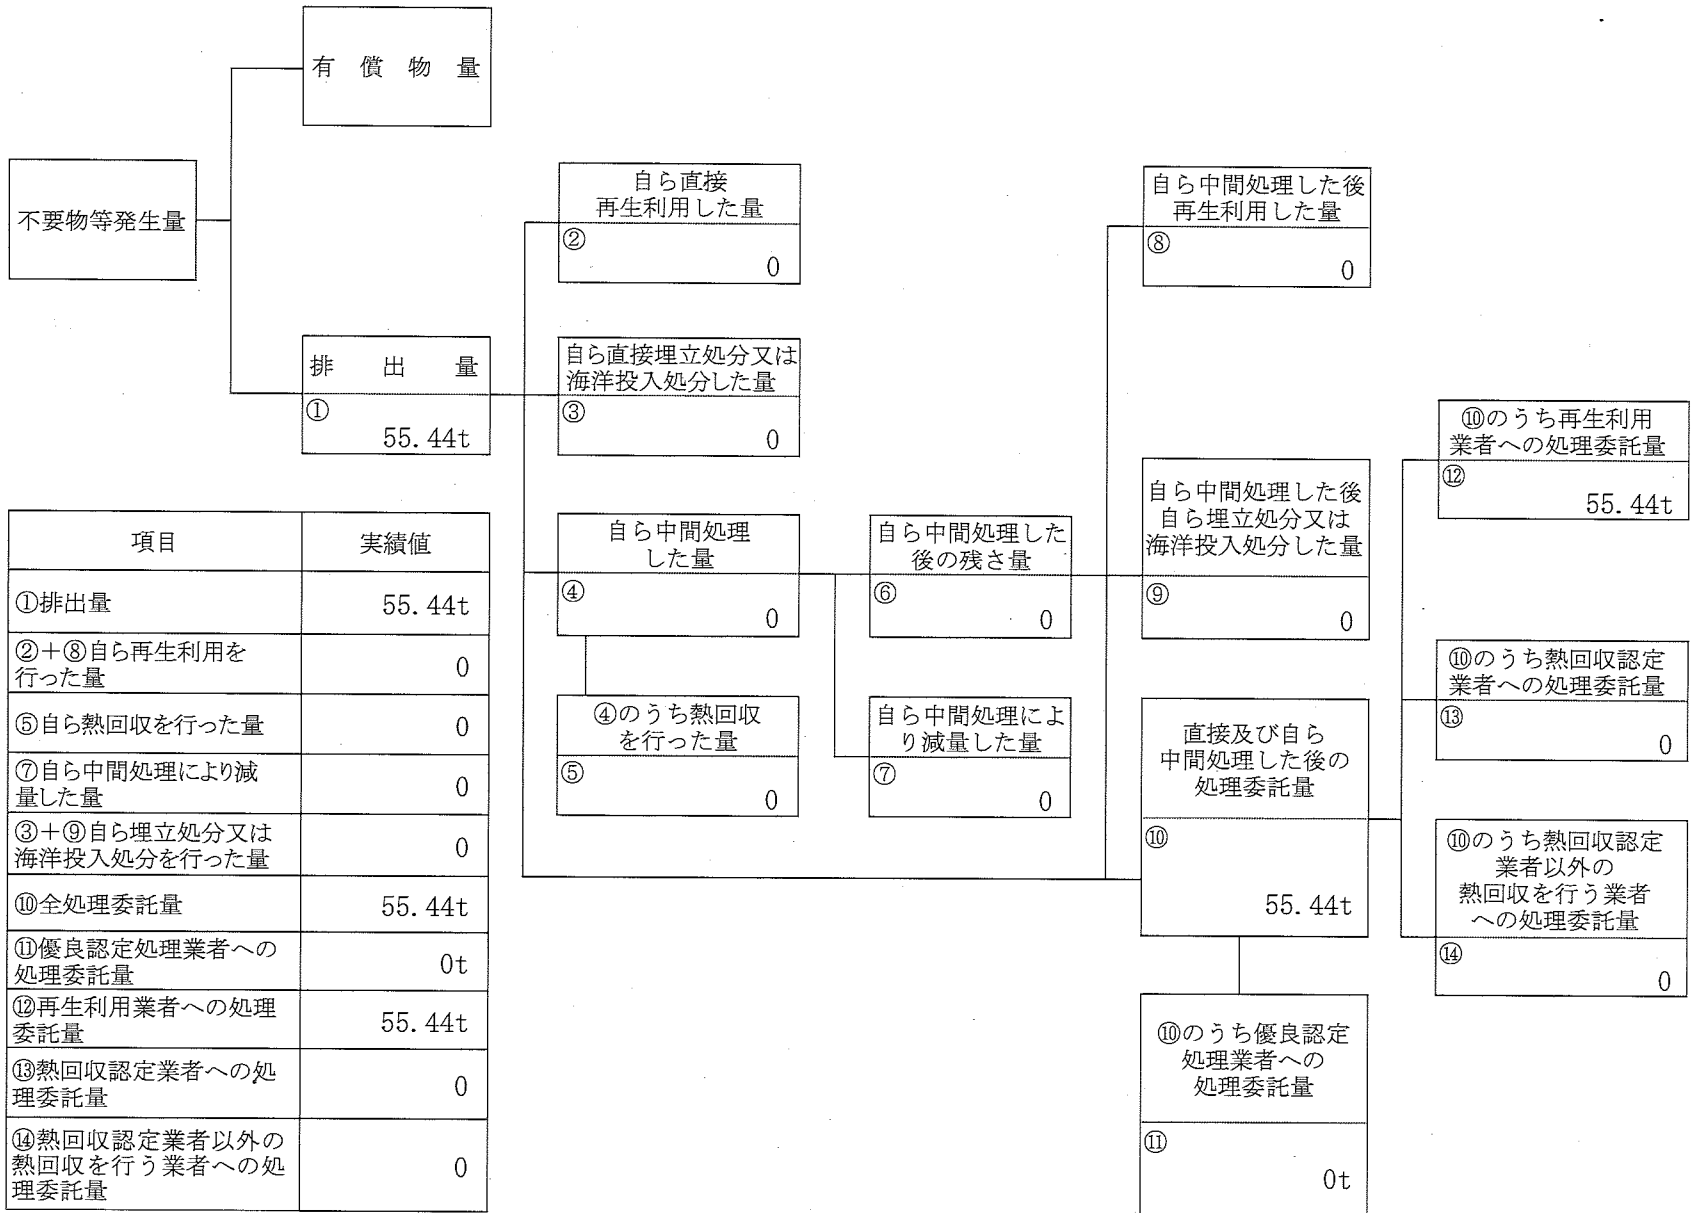 有償物量
不要物等発生量
排出量
①
55.44t
自ら直接
再生利用した量
②
0
自ら直接埋立処分又は
海洋投入処分した量
③
0
自ら中間処理
した量
④
0
④のうち熱回収
を行った量
⑤
0
自ら中間処理した
後の残さ量
⑥
0
自ら中間処理によ
り減量した量
⑦
0
自ら中間処理した後
再生利用した量
⑧
0
自ら中間処理した後
自ら埋立処分又は
海洋投入処分した量
⑨
0
直接及び自ら
中間処理した後の
処理委託量
⑩
55.44t
⑩のうち優良認定
処理業者への
処理委託量
⑪
0t
⑩のうち再生利用
業者への処理委託量
⑫
55.44t
⑩のうち熱回収認定
業者への処理委託量
⑬
0
⑩のうち熱回収認定
業者以外の
熱回収を行う業者
への処理委託量
⑭
0
項目 実績値
①排出量 55.44t
②+⑧自ら再生利用を
行った量 0
⑤自ら熱回収を行った量 0
⑦自ら中間処理により減
量した量 0
③+⑨自ら埋立処分又は
海洋投入処分を行った量 0
⑩全処理委託量 55.44t
⑪優良認定処理業者への
処理委託量 0t
⑫再生利用業者への処理
委託量 55.44t
⑬熱回収認定業者への処
理委託量 0
⑭熱回収認定業者以外の
熱回収を行う業者への処
理委託量 0